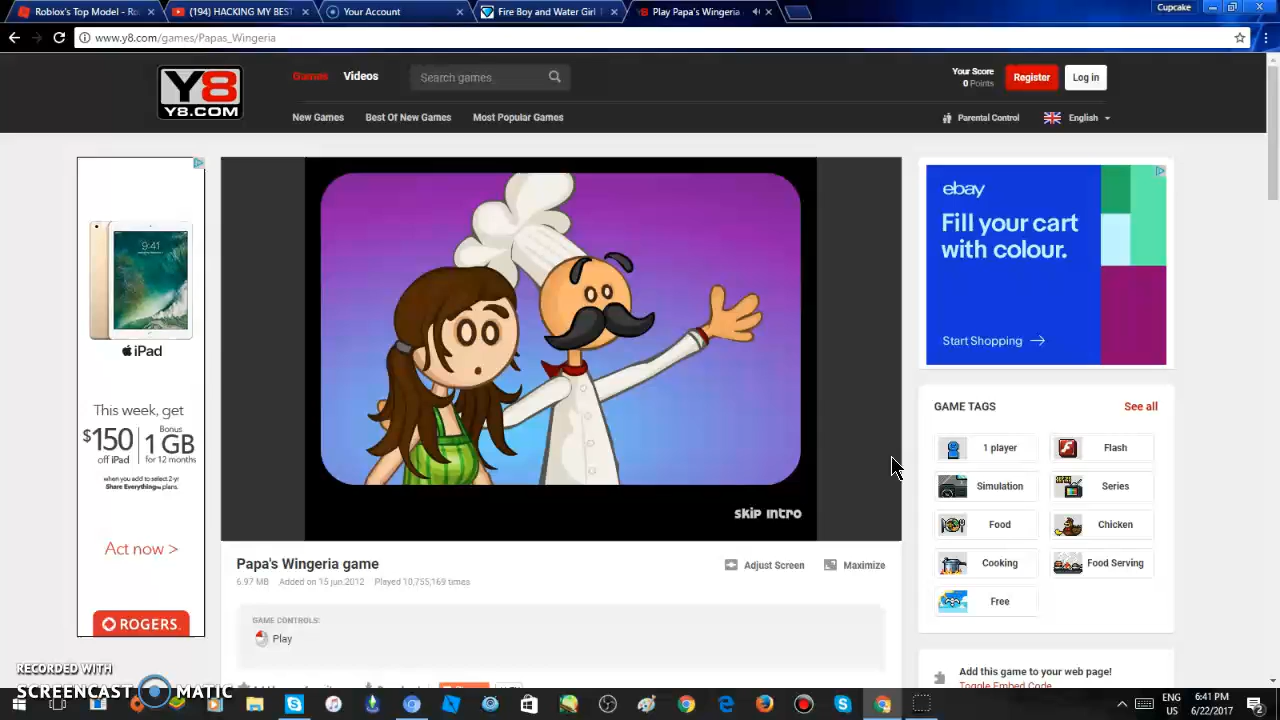 Roblox's Top Model - Ro
(194) HACKING MY BEST
Your Account
Fire Boy and Water Girl
Play Papa's Wingeria
Cupcake
www.y8.com/games/Papas_Wingeria
Y8
Y8.COM
Games
Videos
Search games
Your Score
0 Points
Register
Log in
New Games
Best Of New Games
Most Popular Games
Parental Control
English
9:41
iPad
This week, get
$150 off iPad
Bonus 1 GB for 12 months
when you add to select 2-yr
Share Everything™ plans.
Act now >
ROGERS.
skip intro
ebay
Fill your cart
with colour.
Start Shopping
GAME TAGS
See all
1 player
Flash
Simulation
Series
Food
Chicken
Cooking
Food Serving
Free
Papa's Wingeria game
Adjust Screen
Maximize
6.97 MB
Added on 15 jun 2012
Played 10,755,169 times
GAME CONTROLS:
Play
Add this game to your web page!
Toggle Embed Code
RECORDED WITH
SCREENCAST MATIC
ENG
US
6:41 PM
6/22/2017